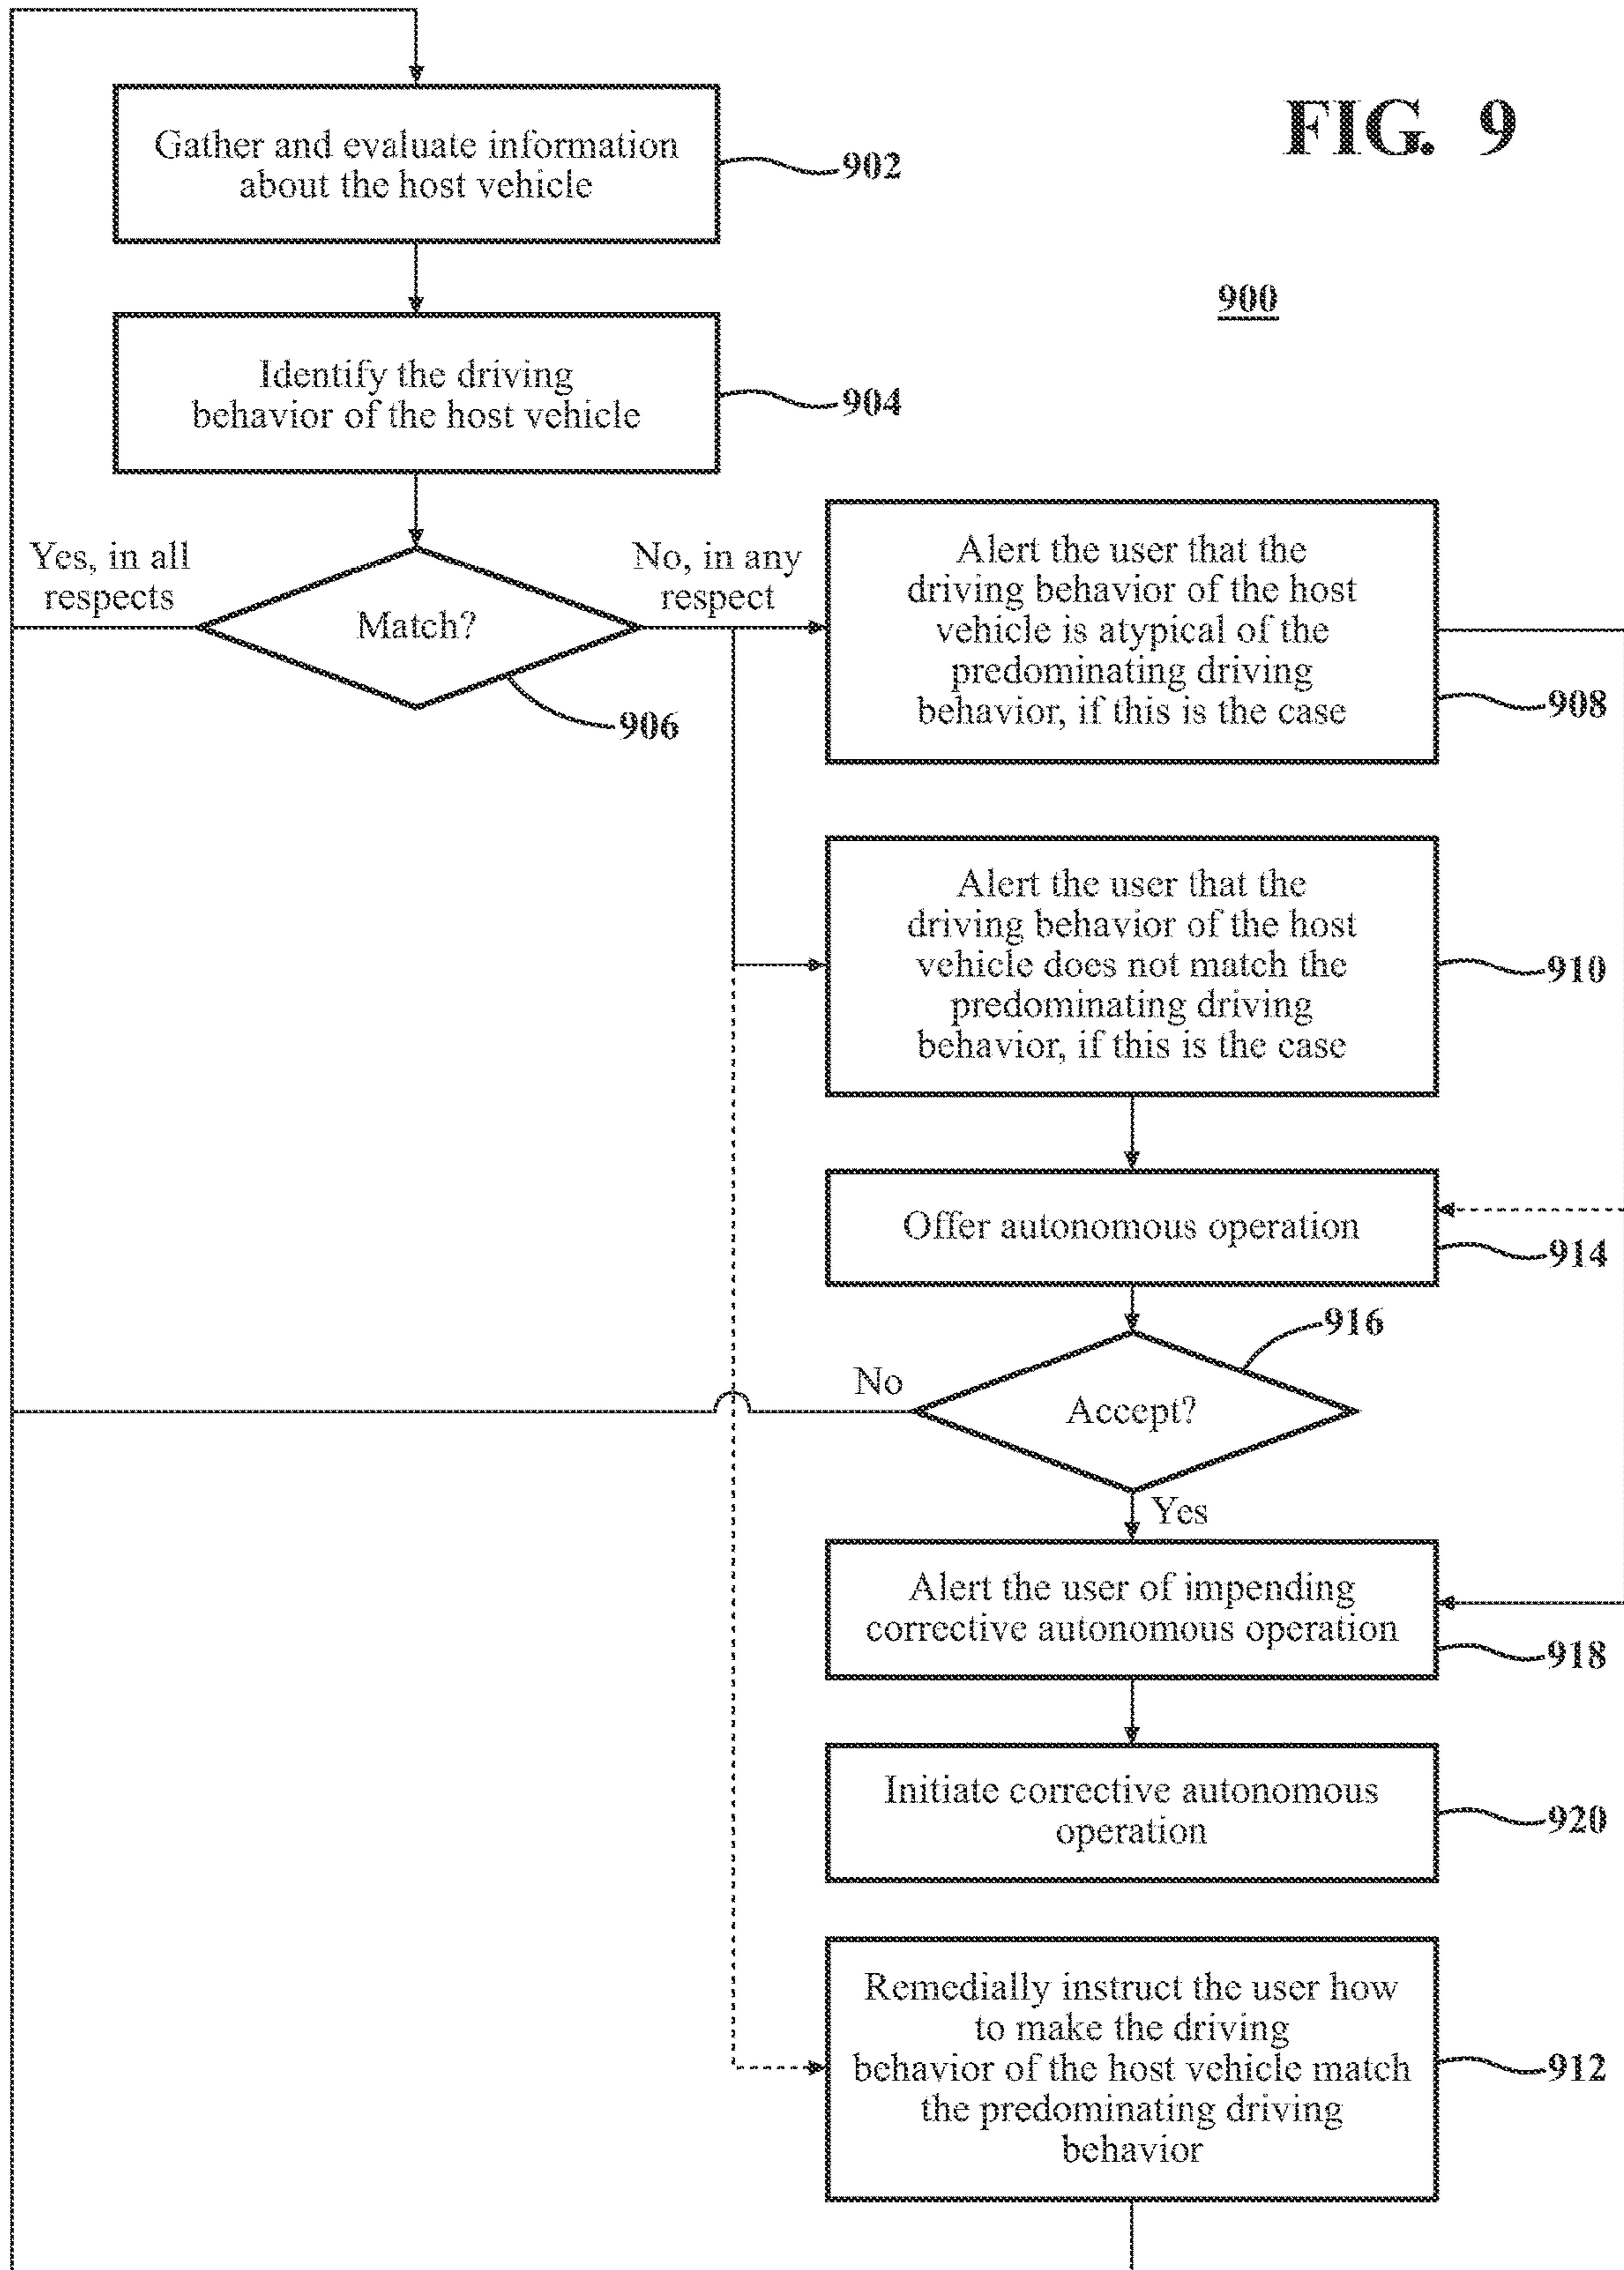 FIG. 9
Gather and evaluate information
about the host vehicle
902
900
Identify the driving
behavior of the host vehicle
904
Yes, in all
respects
Match?
906
No, in any
respect
Alert the user that the
driving behavior of the host
vehicle is atypical of the
predominating driving
behavior, if this is the case
908
Alert the user that the
driving behavior of the host
vehicle does not match the
predominating driving
behavior, if this is the case
910
Offer autonomous operation
914
916
No
Accept?
Yes
Alert the user of impending
corrective autonomous operation
918
Initiate corrective autonomous
operation
920
Remedially instruct the user how
to make the driving
behavior of the host vehicle match
the predominating driving
behavior
912